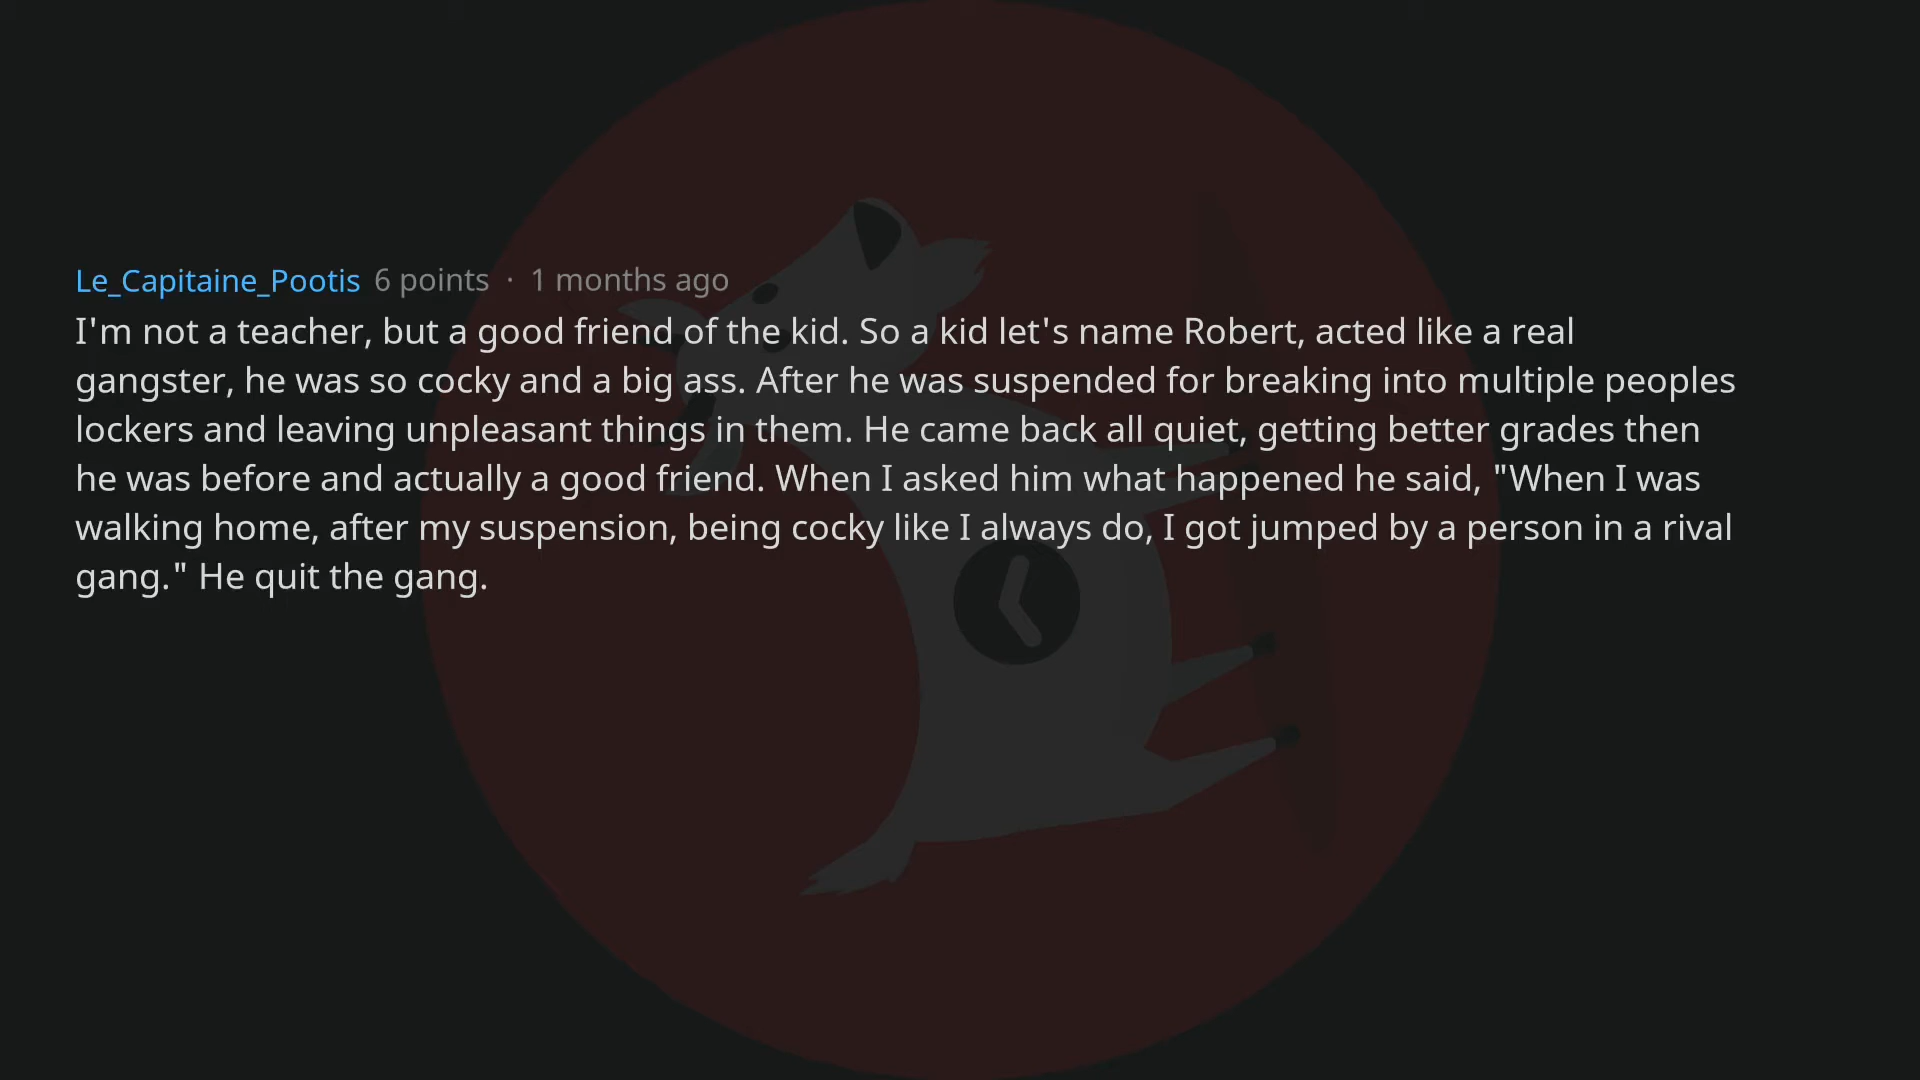 Le_Capitaine_Pootis 6 points · 1 months ago
I'm not a teacher, but a good friend of the kid. So a kid let's name Robert, acted like a real
gangster, he was so cocky and a big ass. After he was suspended for breaking into multiple peoples
lockers and leaving unpleasant things in them. He came back all quiet, getting better grades then
he was before and actually a good friend. When I asked him what happened he said, "When I was
walking home, after my suspension, being cocky like I always do, I got jumped by a person in a rival
gang." He quit the gang.